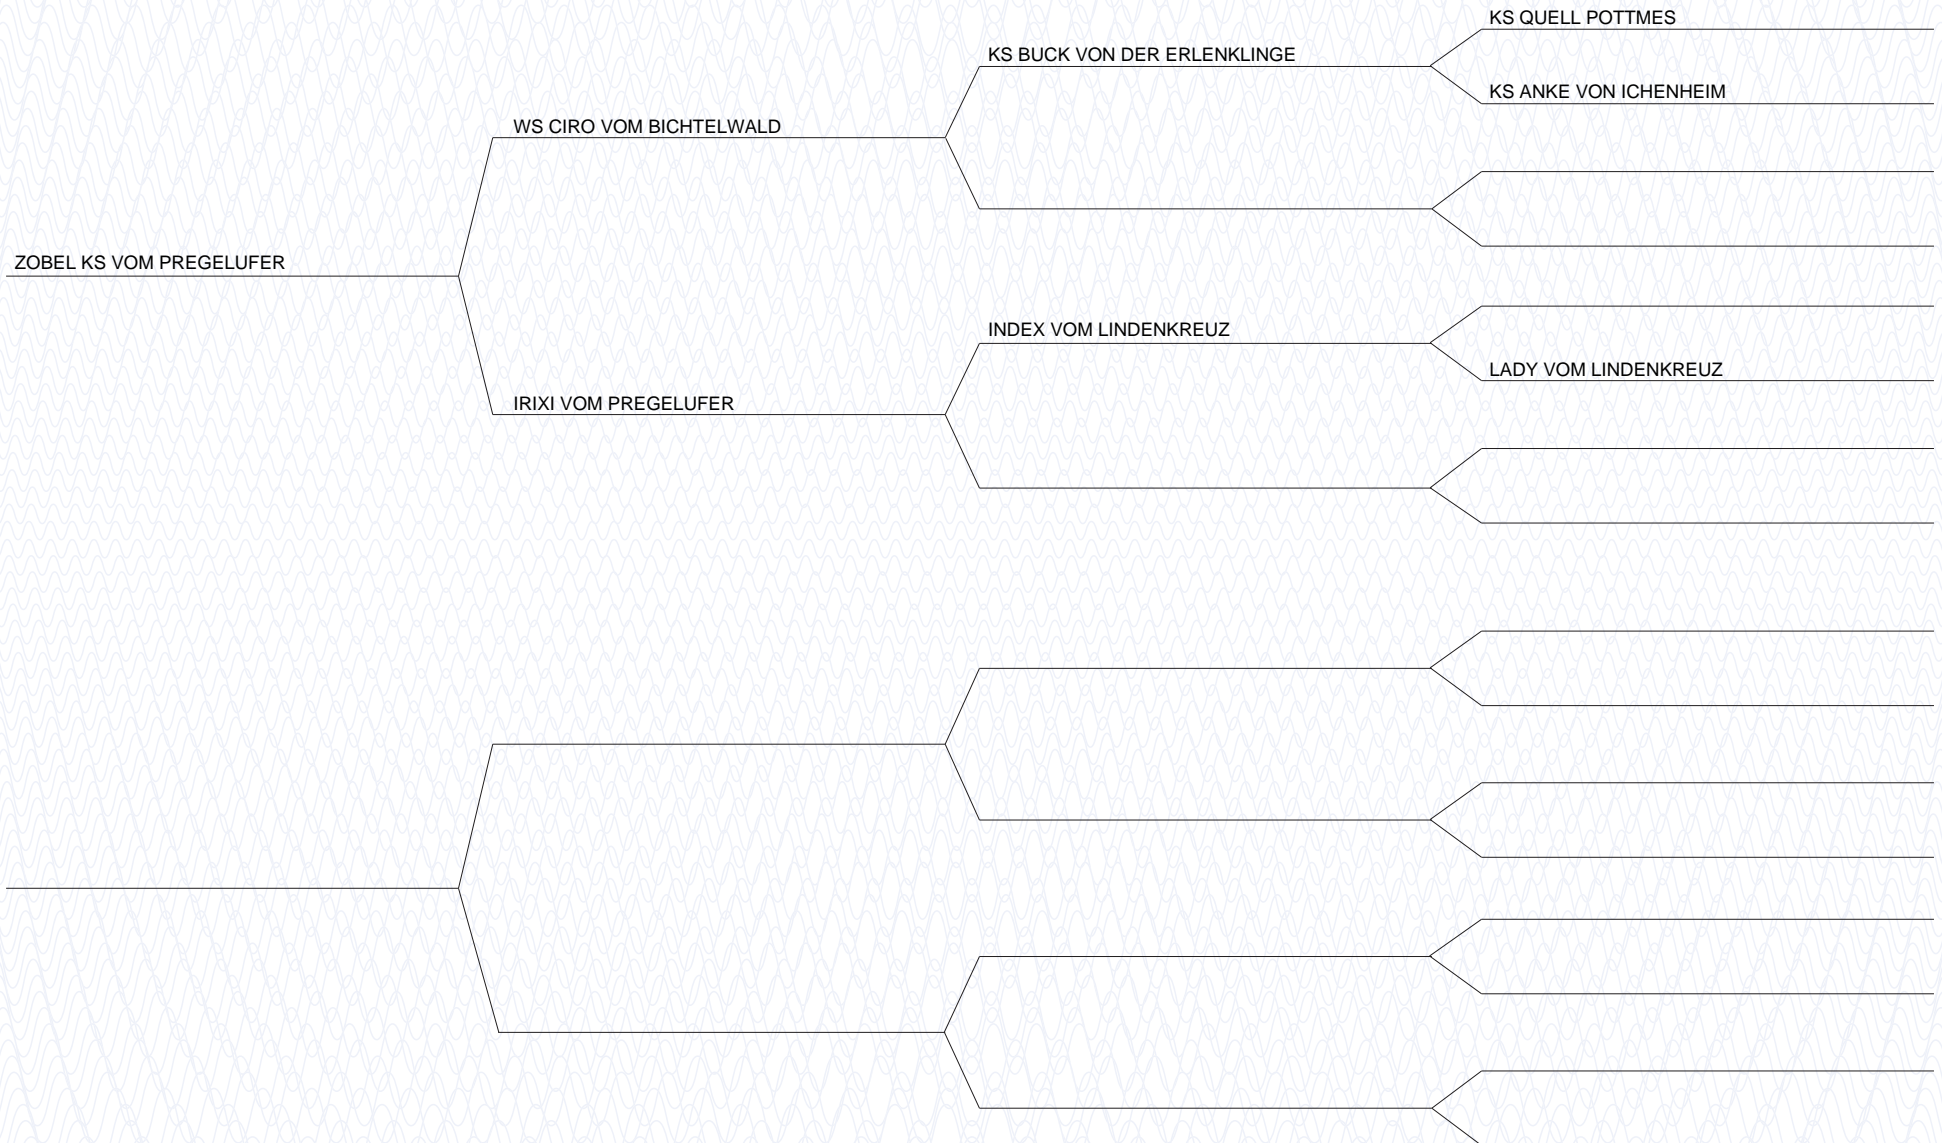 KS QUELL POTTMES
KS BUCK VON DER ERLENKLINGE
KS ANKE VON ICHENHEIM
WS CIRO VOM BICHTELWALD
ZOBEL KS VOM PREGELUFER
INDEX VOM LINDENKREUZ
LADY VOM LINDENKREUZ
IRIXI VOM PREGELUFER